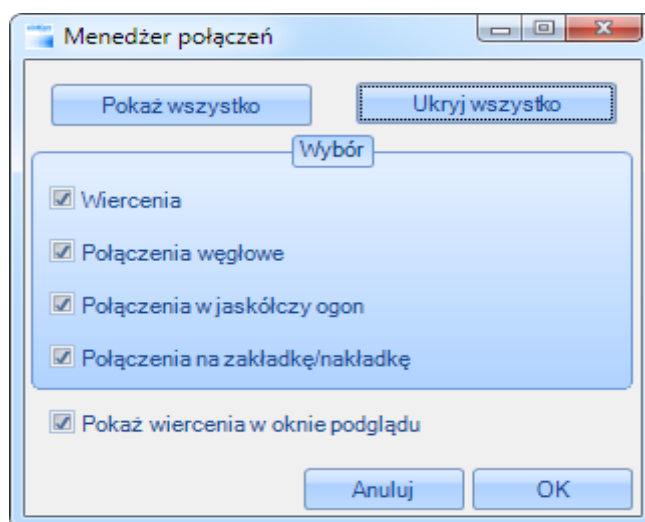 Menedżer połączeń
Pokaż wszystko
Ukryj wszystko
Wybór
Wiercenia
Połączenia węgłowe
Połączenia w jaskółczy ogon
Połączenia na zakładkę/nakładkę
Pokaż wiercenia w oknie podglądu
Anuluj
OK